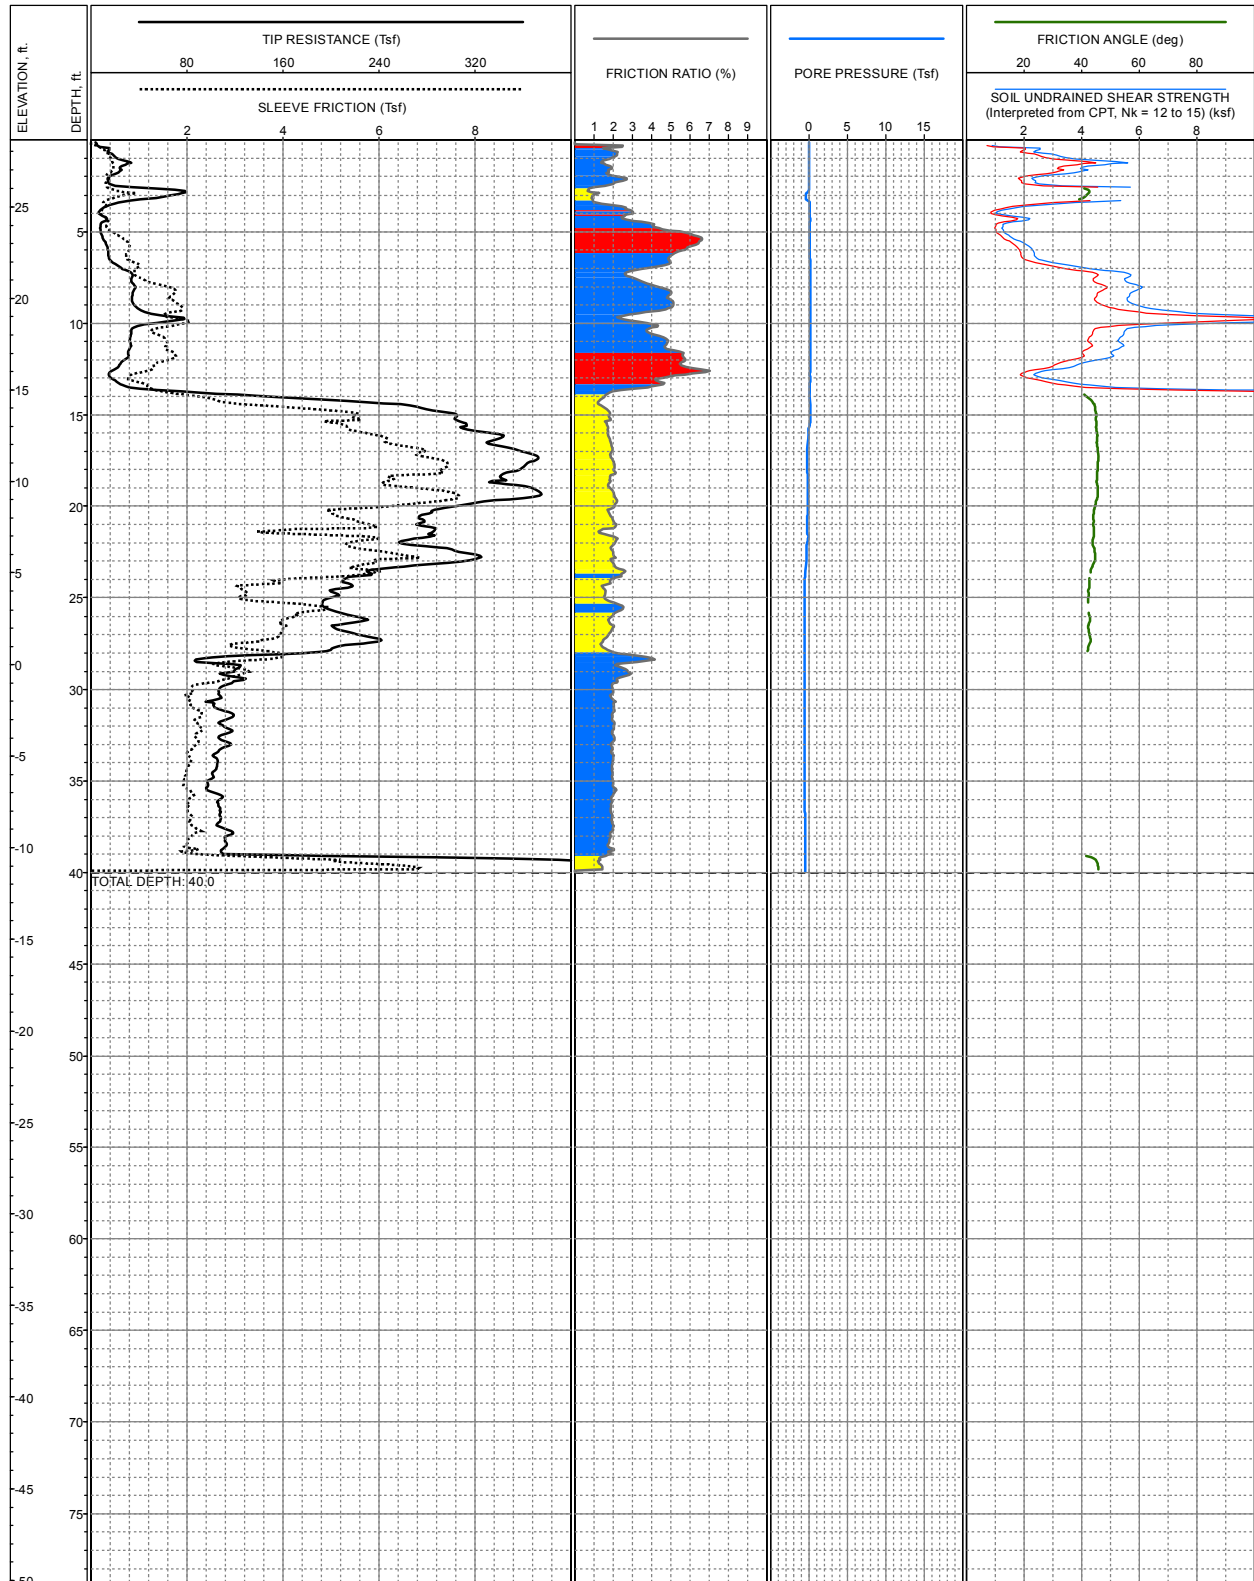 ELEVATION, ft.
DEPTH, ft.
TIP RESISTANCE (Tsf)
80 160 240 320
SLEEVE FRICTION (Tsf)
2 4 6 8
FRICTION RATIO (%)
1 2 3 4 5 6 7 8 9
PORE PRESSURE (Tsf)
0 5 10 15
FRICTION ANGLE (deg)
20 40 60 80
SOIL UNDRAINED SHEAR STRENGTH
(Interpreted from CPT, Nk = 12 to 15) (ksf)
20 40 60 80
25
5
20
10
15
15
10
20
5
25
0
30
-5
35
-10
40
TOTAL DEPTH: 40.0
-15
45
-20
50
-25
55
-30
60
-35
65
-40
70
-45
75
-50